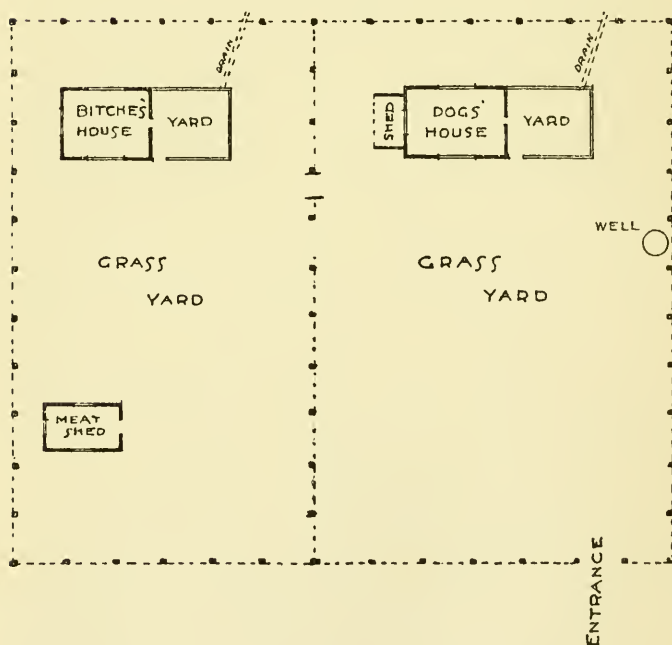 DRAIN
DRAIN
BITCHES'
HOUSE
YARD
SHED
DOGS'
HOUSE
YARD
WELL
GRASS
YARD
GRASS
YARD
MEAT
SHED
ENTRANCE